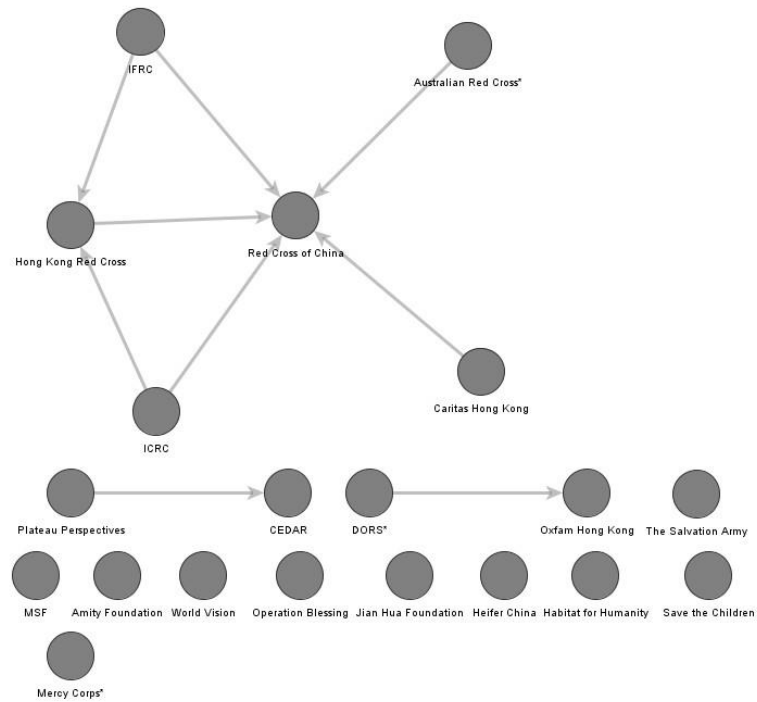 IFRC
Australian Red Cross*
Hong Kong Red Cross
Red Cross of China
ICRC
Caritas Hong Kong
Plateau Perspectives
CEDAR
DORS*
Oxfam Hong Kong
The Salvation Army
MSF
Amity Foundation
World Vision
Operation Blessing
Jian Hua Foundation
Heifer China
Habitat for Humanity
Save the Children
Mercy Corps*